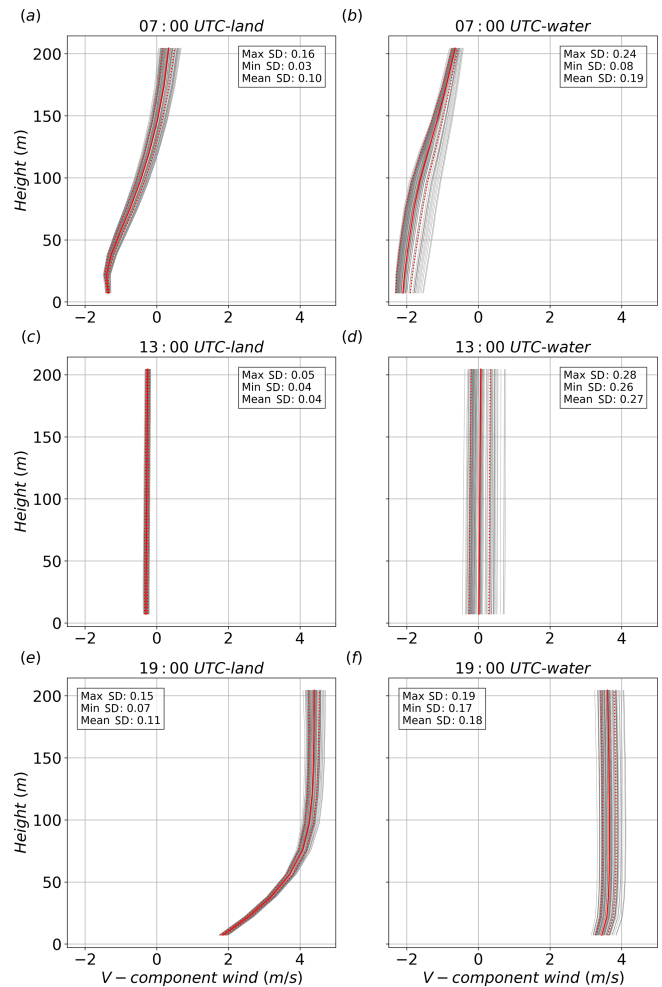 (a)
07 : 00 UTC-land
Max SD: 0.16
Min SD: 0.03
Mean SD: 0.10
200
150
100
50
0
Height (m)
−2 0 2 4
(b)
07 : 00 UTC-water
Max SD: 0.24
Min SD: 0.08
Mean SD: 0.19
−2 0 2 4
(c)
13 : 00 UTC-land
Max SD: 0.05
Min SD: 0.04
Mean SD: 0.04
200
150
100
50
0
Height (m)
−2 0 2 4
(d)
13 : 00 UTC-water
Max SD: 0.28
Min SD: 0.26
Mean SD: 0.27
−2 0 2 4
(e)
19 : 00 UTC-land
Max SD: 0.15
Min SD: 0.07
Mean SD: 0.11
200
150
100
50
0
Height (m)
−2 0 2 4
V − component wind (m/s)
(f)
19 : 00 UTC-water
Max SD: 0.19
Min SD: 0.17
Mean SD: 0.18
−2 0 2 4
V − component wind (m/s)